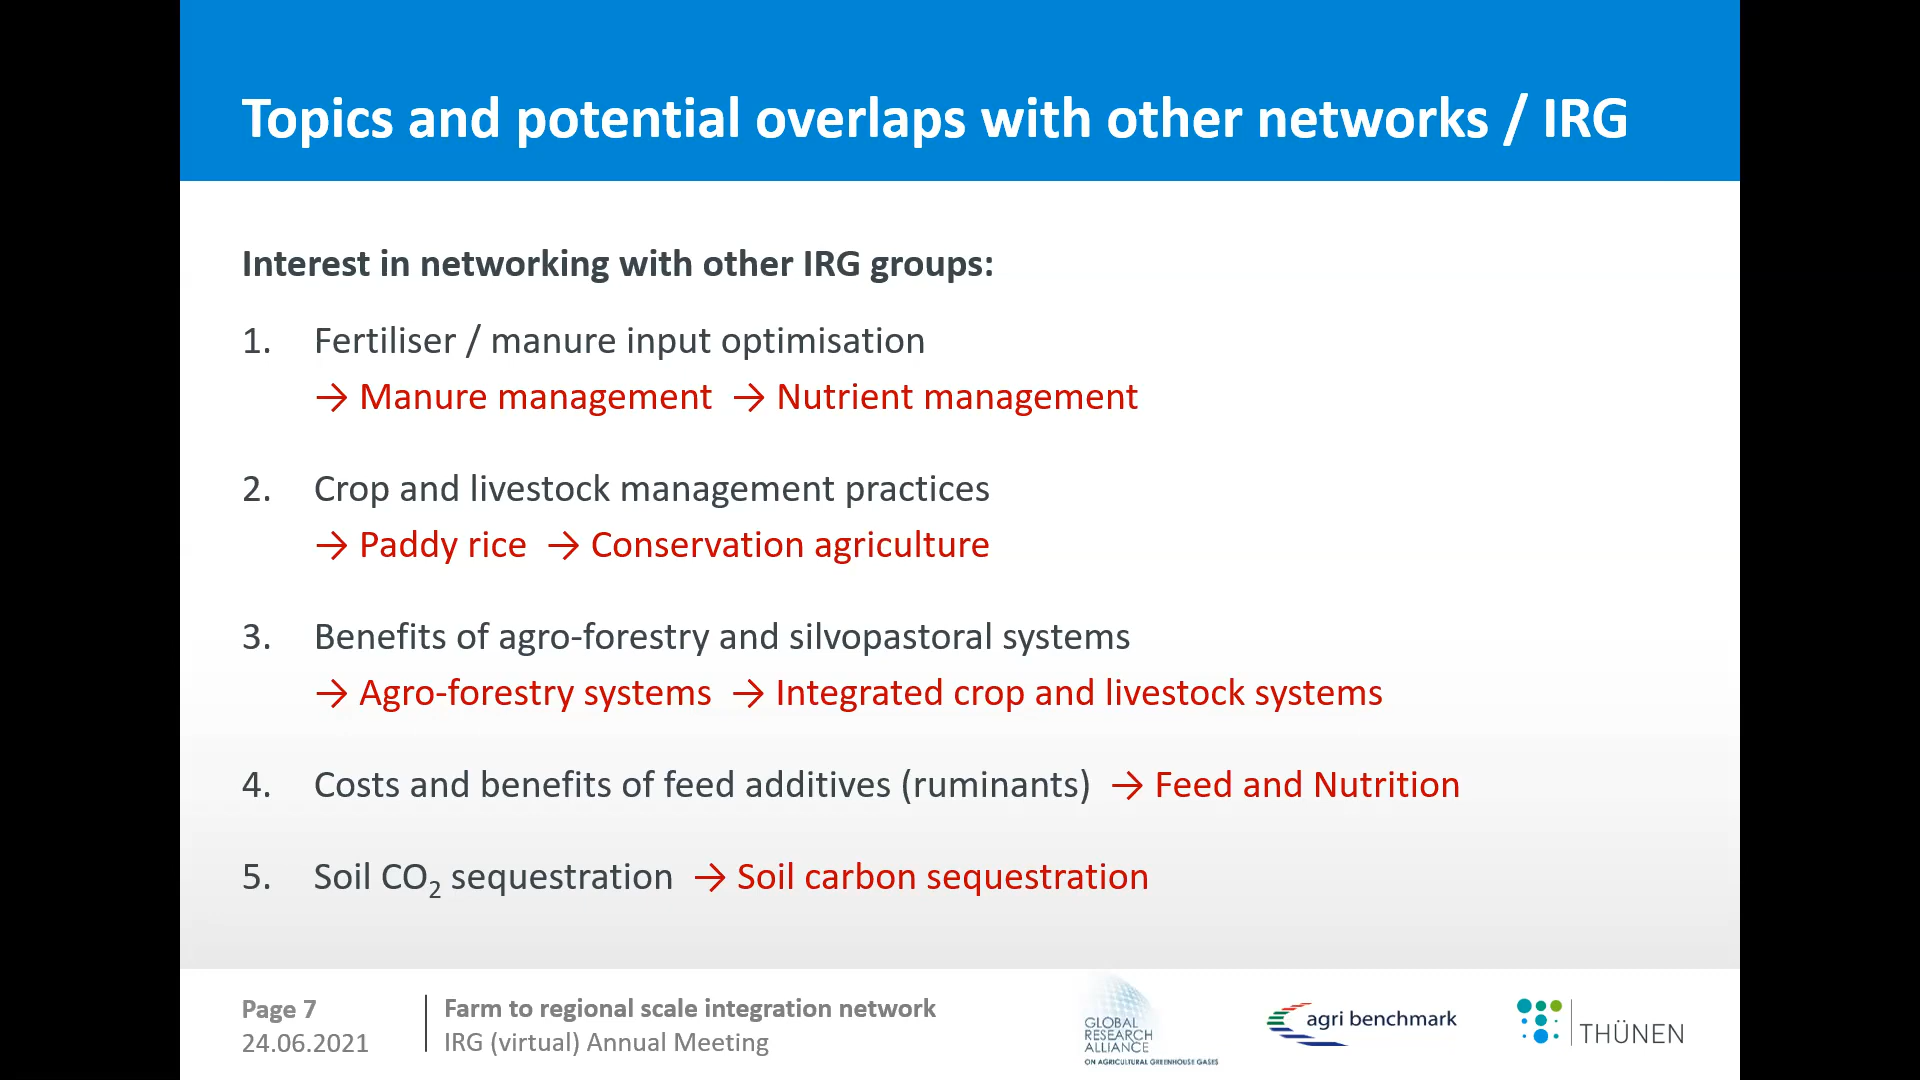 Topics and potential overlaps with other networks / IRG
Interest in networking with other IRG groups:
1. Fertiliser / manure input optimisation
→ Manure management → Nutrient management
2. Crop and livestock management practices
→ Paddy rice → Conservation agriculture
3. Benefits of agro-forestry and silvopastoral systems
→ Agro-forestry systems → Integrated crop and livestock systems
4. Costs and benefits of feed additives (ruminants) → Feed and Nutrition
5. Soil CO₂ sequestration → Soil carbon sequestration
Page 7
24.06.2021
Farm to regional scale integration network
IRG (virtual) Annual Meeting
GLOBAL
RESEARCH
ALLIANCE
ON AGRICULTURAL GREENHOUSE GASES
agri benchmark
THÜNEN